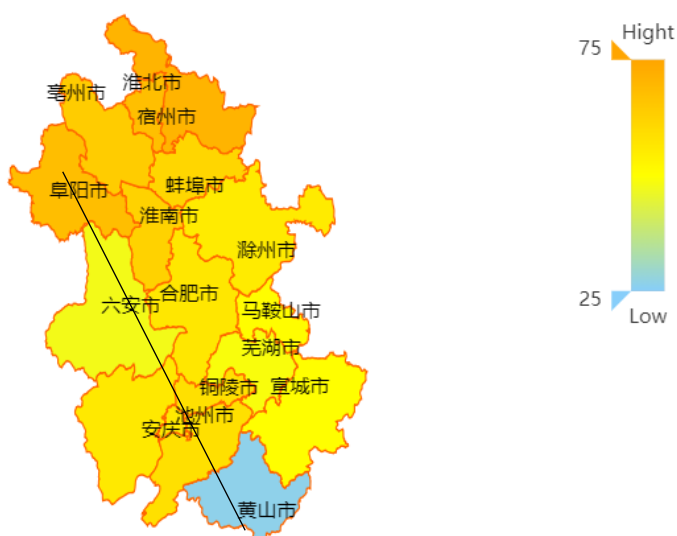 Hight
75
淮北市
亳州市
宿州市
蚌埠市
阜阳市
淮南市
滁州市
合肥市
25
六安市
马鞍山市
Low
芜湖市
铜陵市
宣城市
池州市
安庆市
黄山市